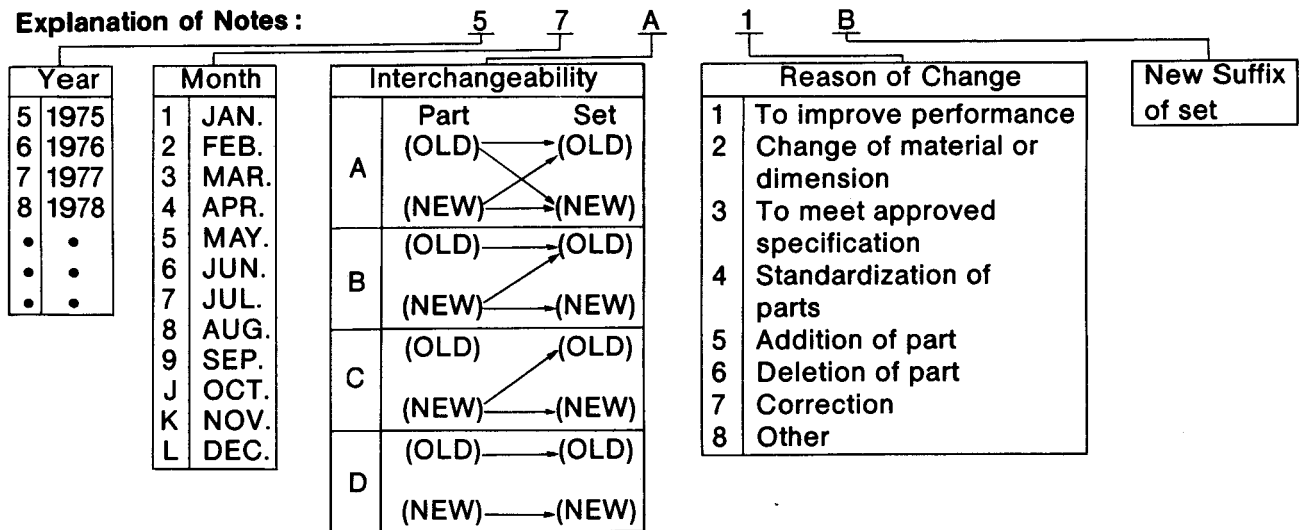 Explanation of Notes: 5 7 A 1 B
Year
5 1975
6 1976
7 1977
8 1978
• •
• •
• •
Month
1 JAN.
2 FEB.
3 MAR.
4 APR.
5 MAY.
6 JUN.
7 JUL.
8 AUG.
9 SEP.
J OCT.
K NOV.
L DEC.
Interchangeability
Part Set
A
(OLD) (OLD)
(NEW) (NEW)
B
(OLD) (OLD)
(NEW) (NEW)
C
(OLD) (OLD)
(NEW) (NEW)
D
(OLD) (OLD)
(NEW) (NEW)
Reason of Change
1 To improve performance
2 Change of material or
dimension
3 To meet approved
specification
4 Standardization of
parts
5 Addition of part
6 Deletion of part
7 Correction
8 Other
New Suffix
of set